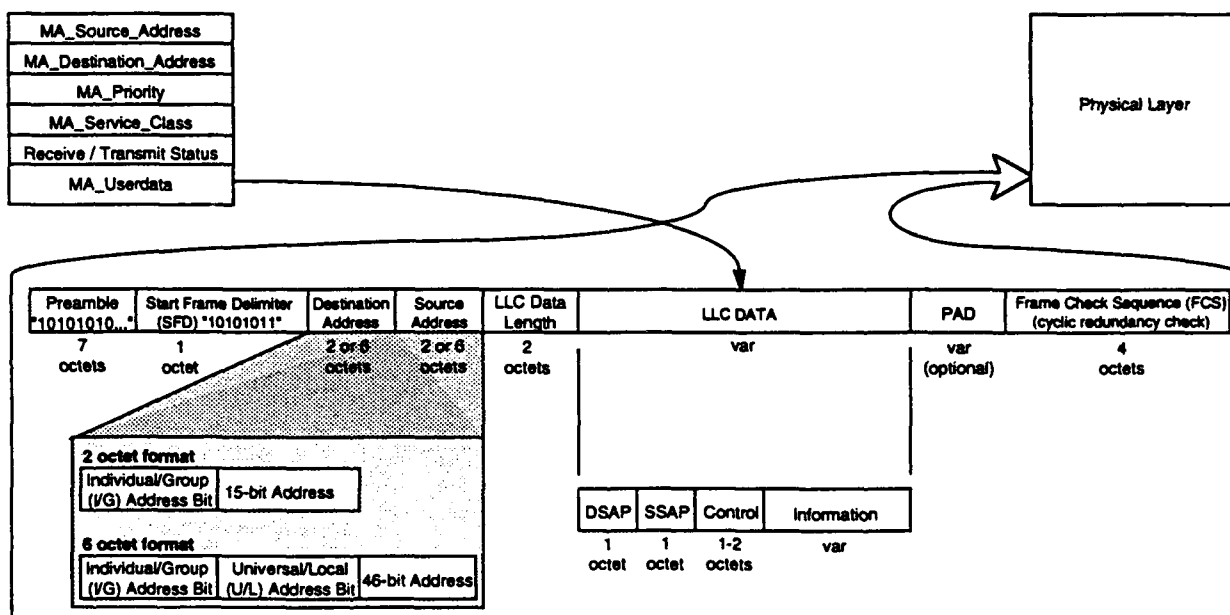 MA_Source_Address
MA_Destination_Address
MA_Priority
MA_Service_Class
Receive / Transmit Status
MA_Userdata
Physical Layer
Preamble
"10101010..."
7
octets
Start Frame Delimiter
(SFD) "10101011"
1
octet
Destination
Address
2 or 6
octets
Source
Address
2 or 6
octets
LLC Data
Length
2
octets
LLC DATA
var
PAD
var
(optional)
Frame Check Sequence (FCS)
(cyclic redundancy check)
4
octets
2 octet format
Individual/Group
(I/G) Address Bit
15-bit Address
6 octet format
Individual/Group
(I/G) Address Bit
Universal/Local
(U/L) Address Bit
46-bit Address
DSAP
1
octet
SSAP
1
octet
Control
1-2
octets
Information
var